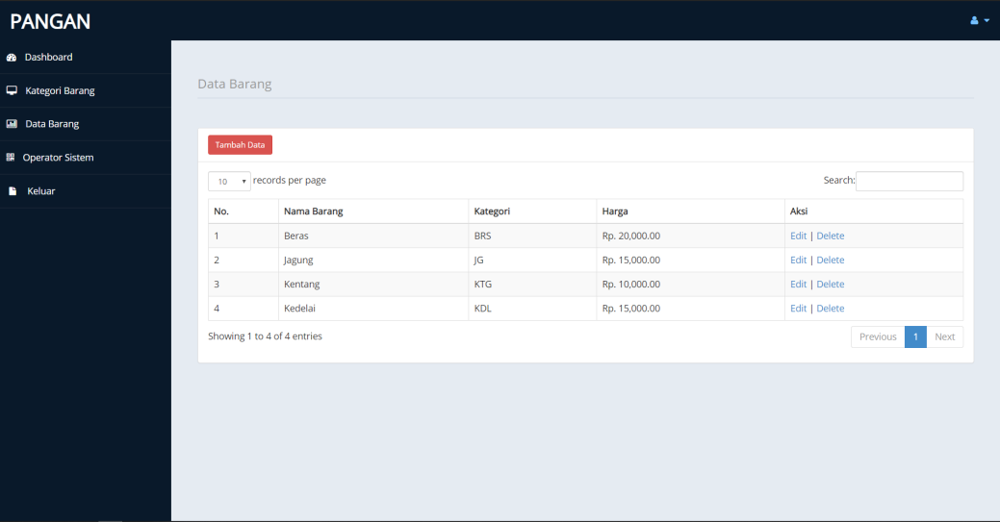 PANGAN
Dashboard
Kategori Barang
Data Barang
Operator Sistem
Keluar
Data Barang
Tambah Data
10 records per page
Search:
No. Nama Barang Kategori Harga Aksi
1 Beras BRS Rp. 20,000.00 Edit | Delete
2 Jagung JG Rp. 15,000.00 Edit | Delete
3 Kentang KTG Rp. 10,000.00 Edit | Delete
4 Kedelai KDL Rp. 15,000.00 Edit | Delete
Showing 1 to 4 of 4 entries
Previous 1 Next